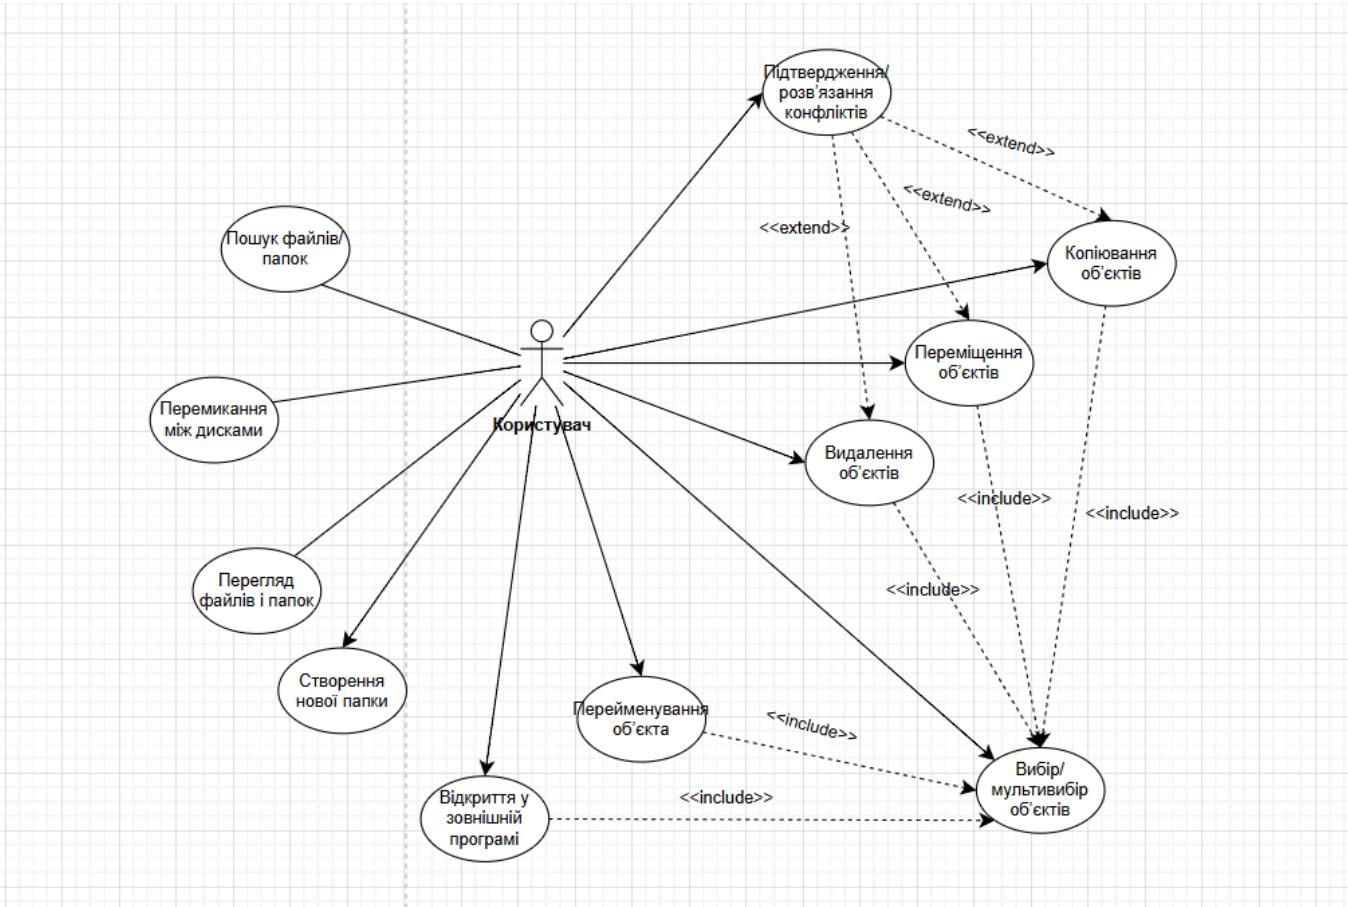 Підтвердження/
розв'язання
конфліктів
<<extend>>
<<extend>>
<<extend>>
Пошук файлів/
папок
Копіювання
об'єктів
Переміщення
об'єктів
Перемикання
між дисками
Користувач
Видалення
об'єктів
<<include>>
<<include>>
<<include>>
Перегляд
файлів і папок
Створення
нової папки
Перейменування
об'єкта
<<include>>
Вибір/
мультивибір
об'єктів
Відкриття у
зовнішній
програмі
<<include>>